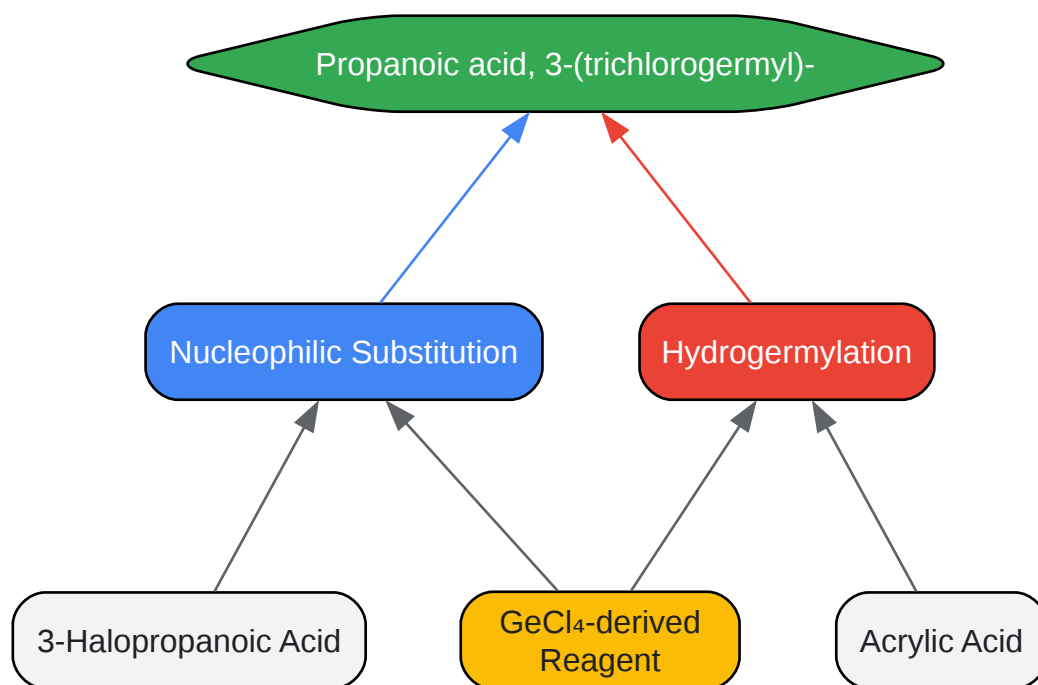 Propanoic acid, 3-(trichlorogermyl)-
Nucleophilic Substitution
Hydrogermylation
3-Halopropanoic Acid
GeCl₄-derived
Reagent
Acrylic Acid